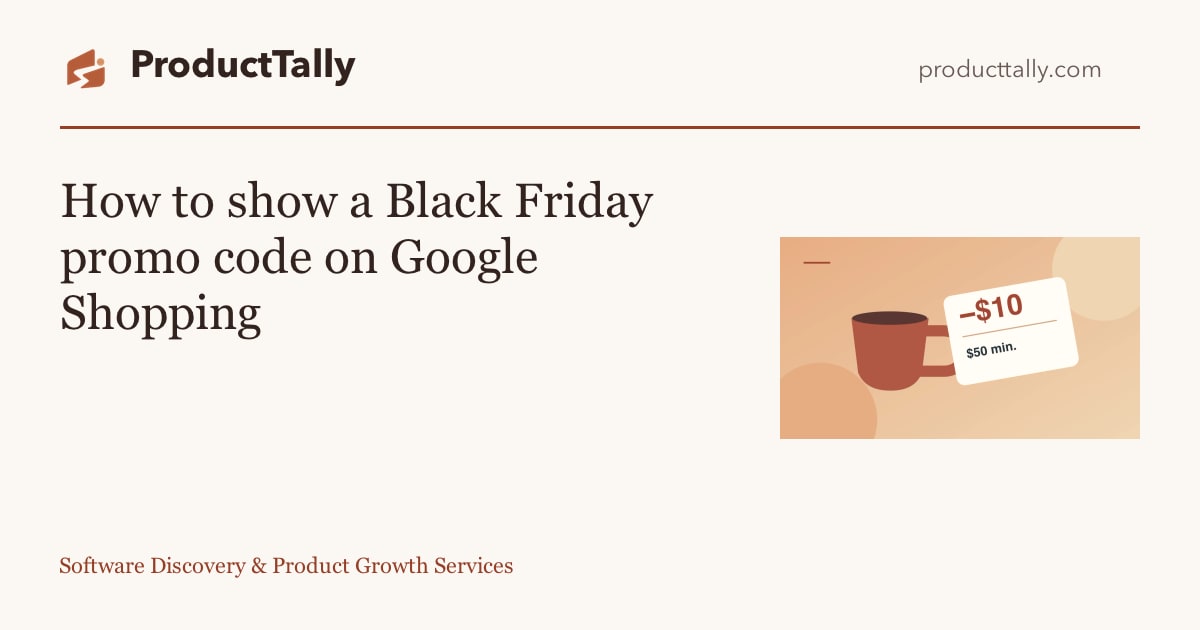 ProductTally
producttally.com
How to show a Black Friday
promo code on Google
Shopping
–$10
$50 min.
Software Discovery & Product Growth Services